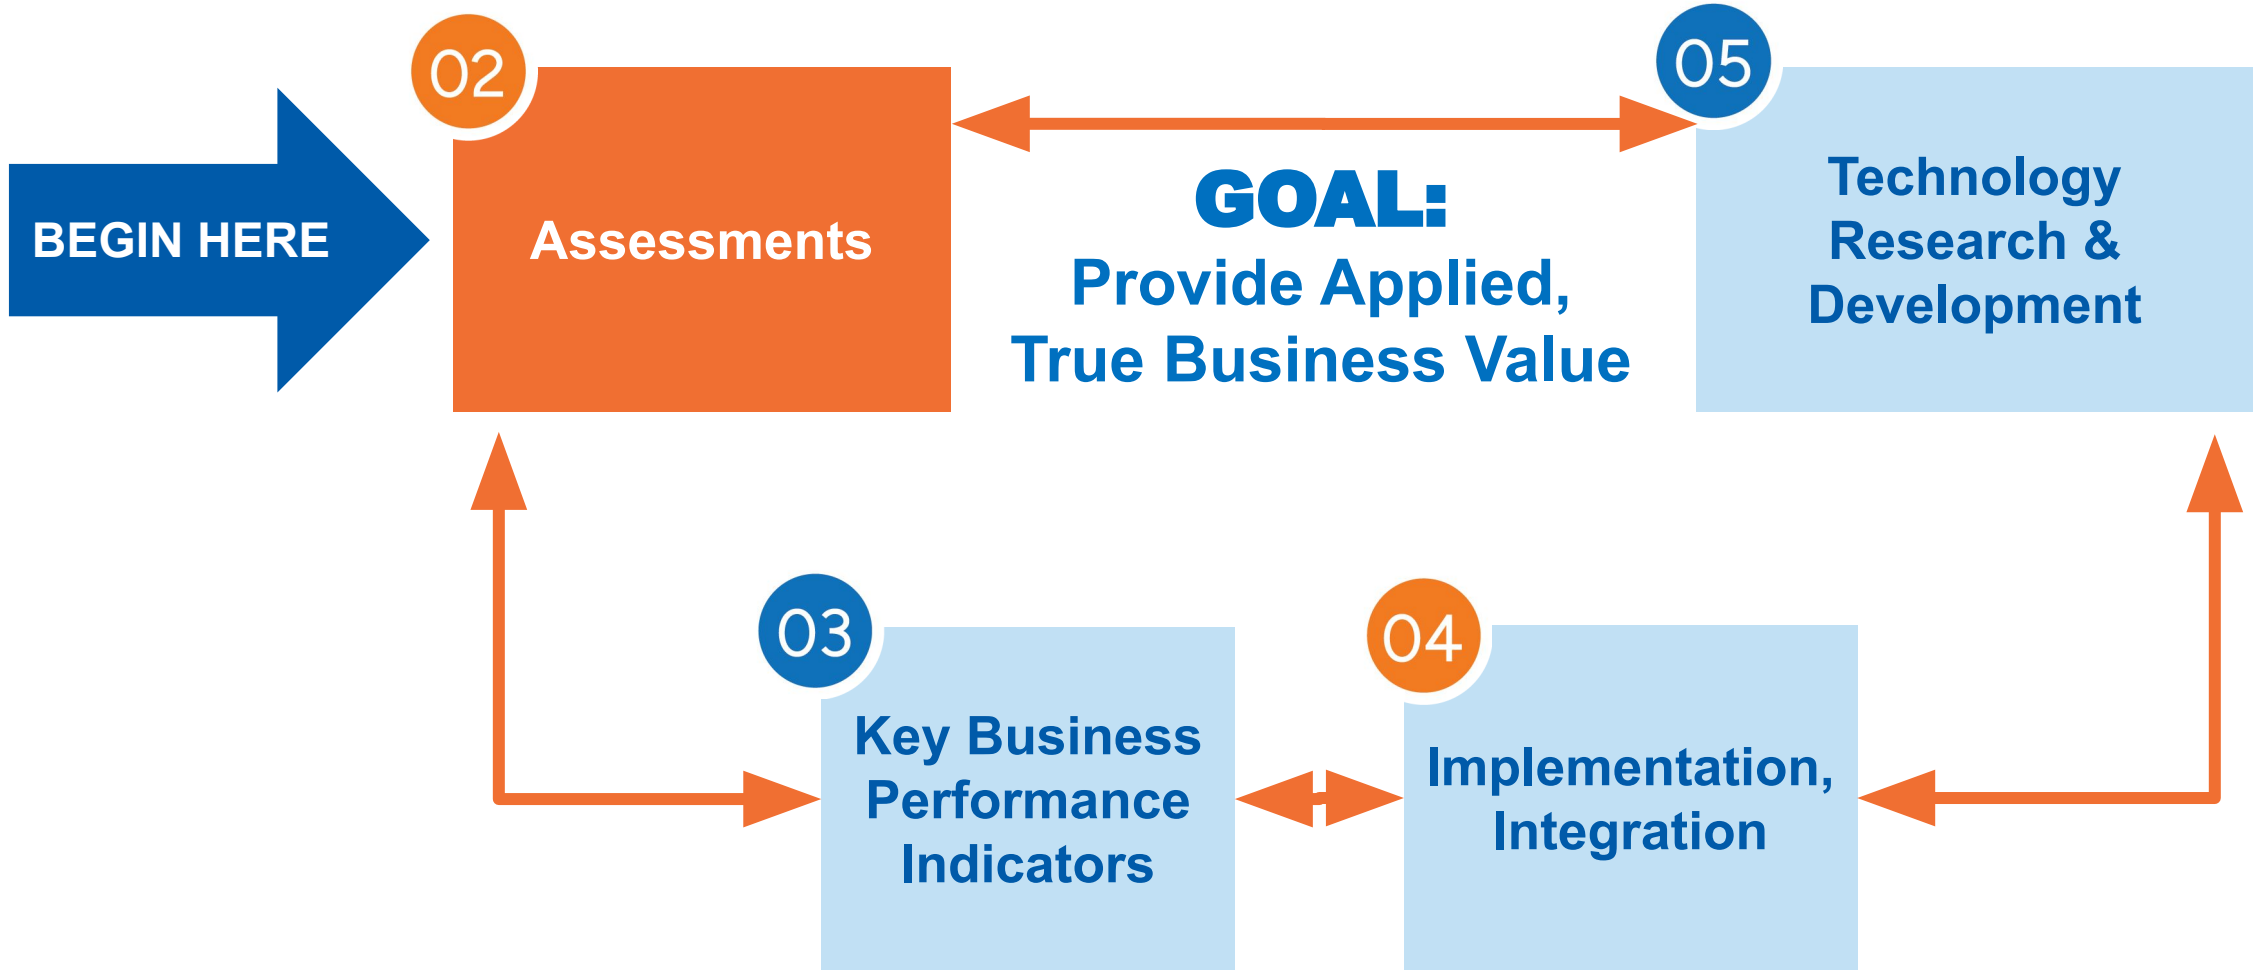 BEGIN HERE
02
Assessments
GOAL:
Provide Applied,
True Business Value
05
Technology
Research &
Development
03
Key Business
Performance
Indicators
04
Implementation,
Integration